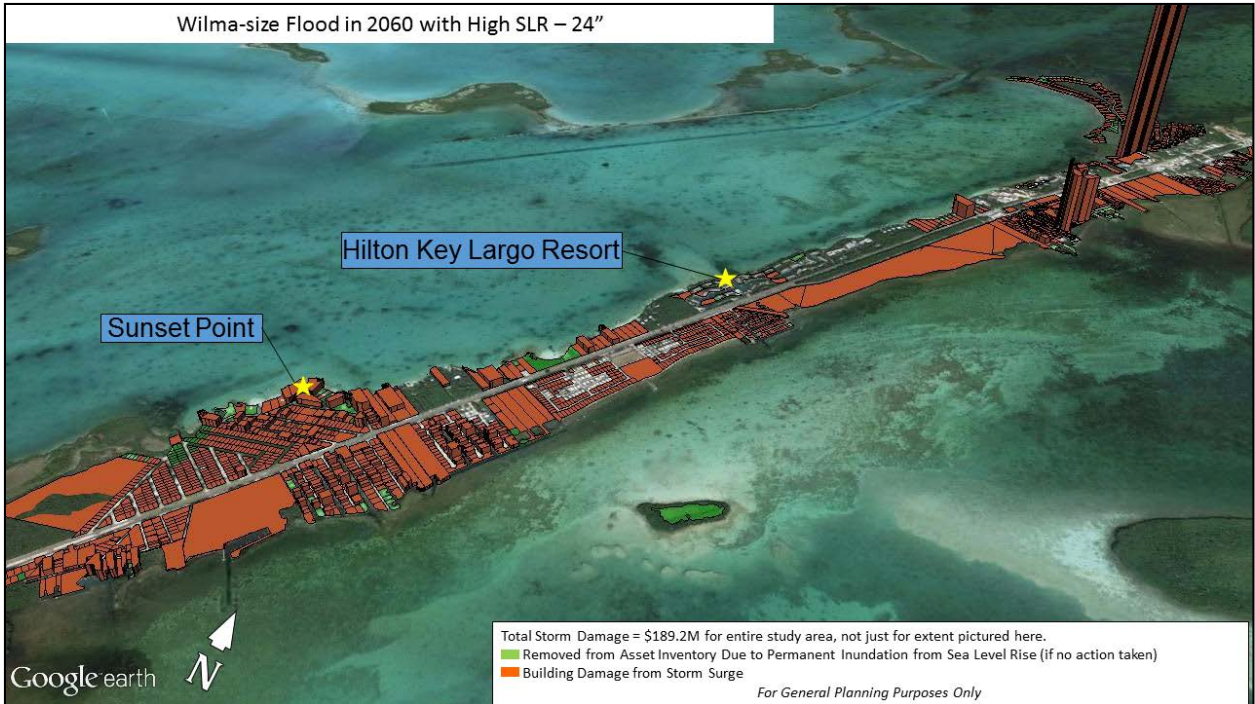 Wilma-size Flood in 2060 with High SLR – 24”
Hilton Key Largo Resort
Sunset Point
N
Google earth
Total Storm Damage = $189.2M for entire study area, not just for extent pictured here.
Removed from Asset Inventory Due to Permanent Inundation from Sea Level Rise (if no action taken)
Building Damage from Storm Surge
For General Planning Purposes Only